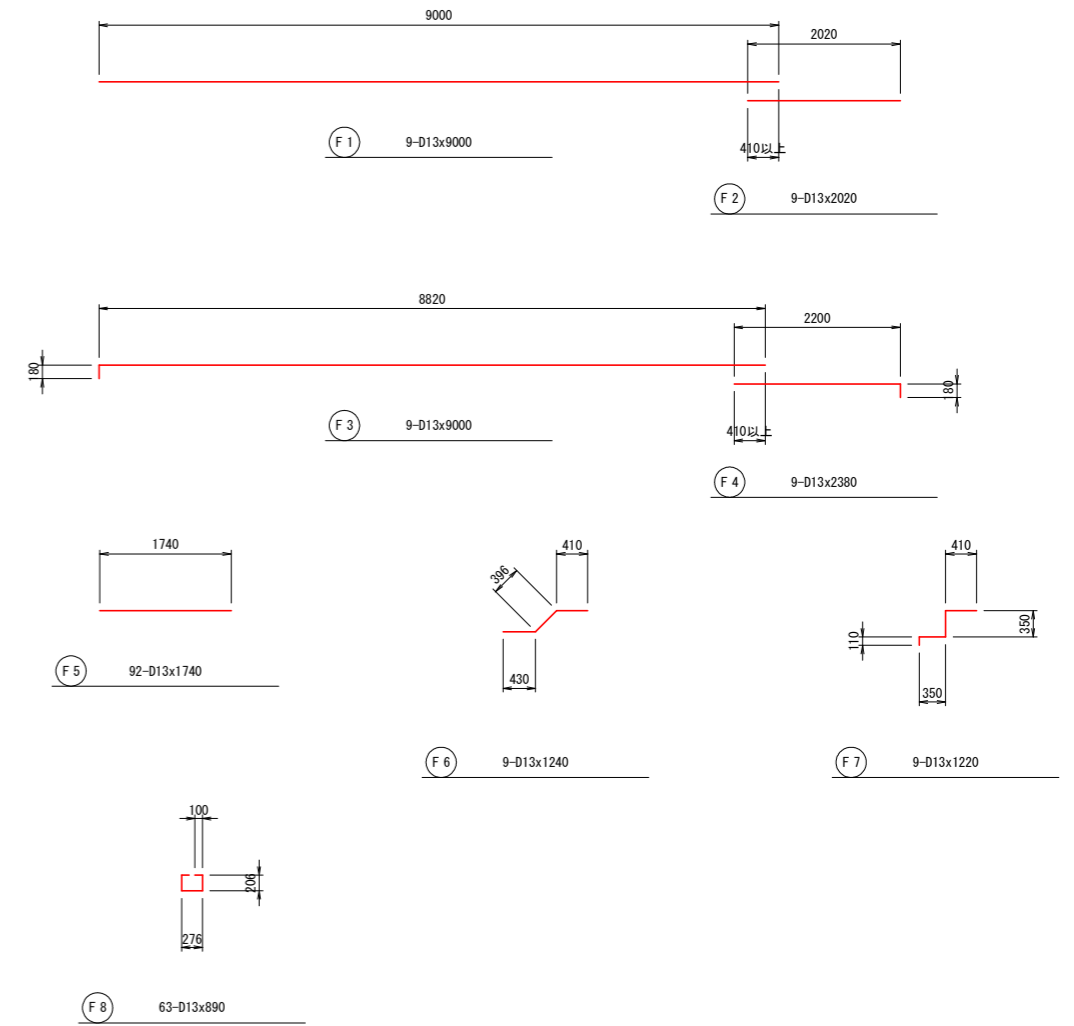 9000
2020
F 1 9-D13x9000
410以上
F 2 9-D13x2020
8820
2200
180
180
F 3 9-D13x9000
410以上
F 4 9-D13x2380
1740
396
410
410
350
110
F 5 92-D13x1740
430
350
F 6 9-D13x1240
F 7 9-D13x1220
100
206
276
F 8 63-D13x890